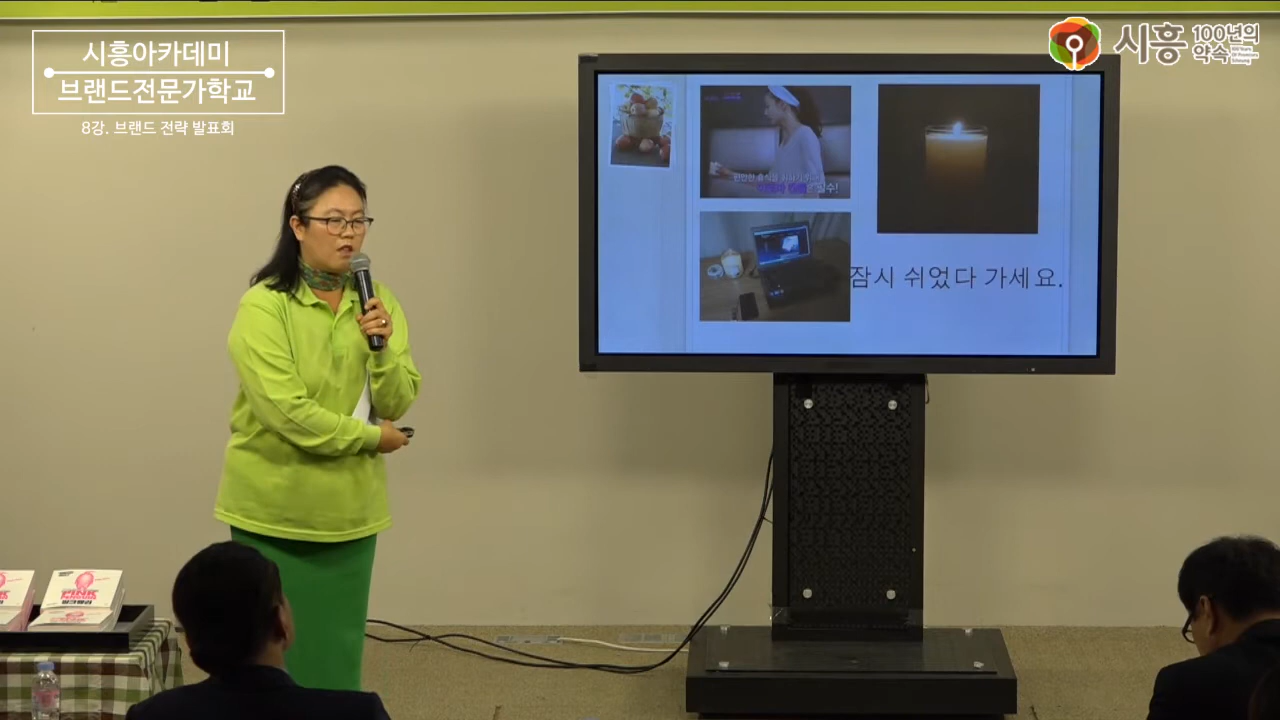 시흥아카데미
브랜드전문가학교
8강. 브랜드 전략 발표회
시흥
100년의
약속
잠시 쉬었다 가세요.
PINK